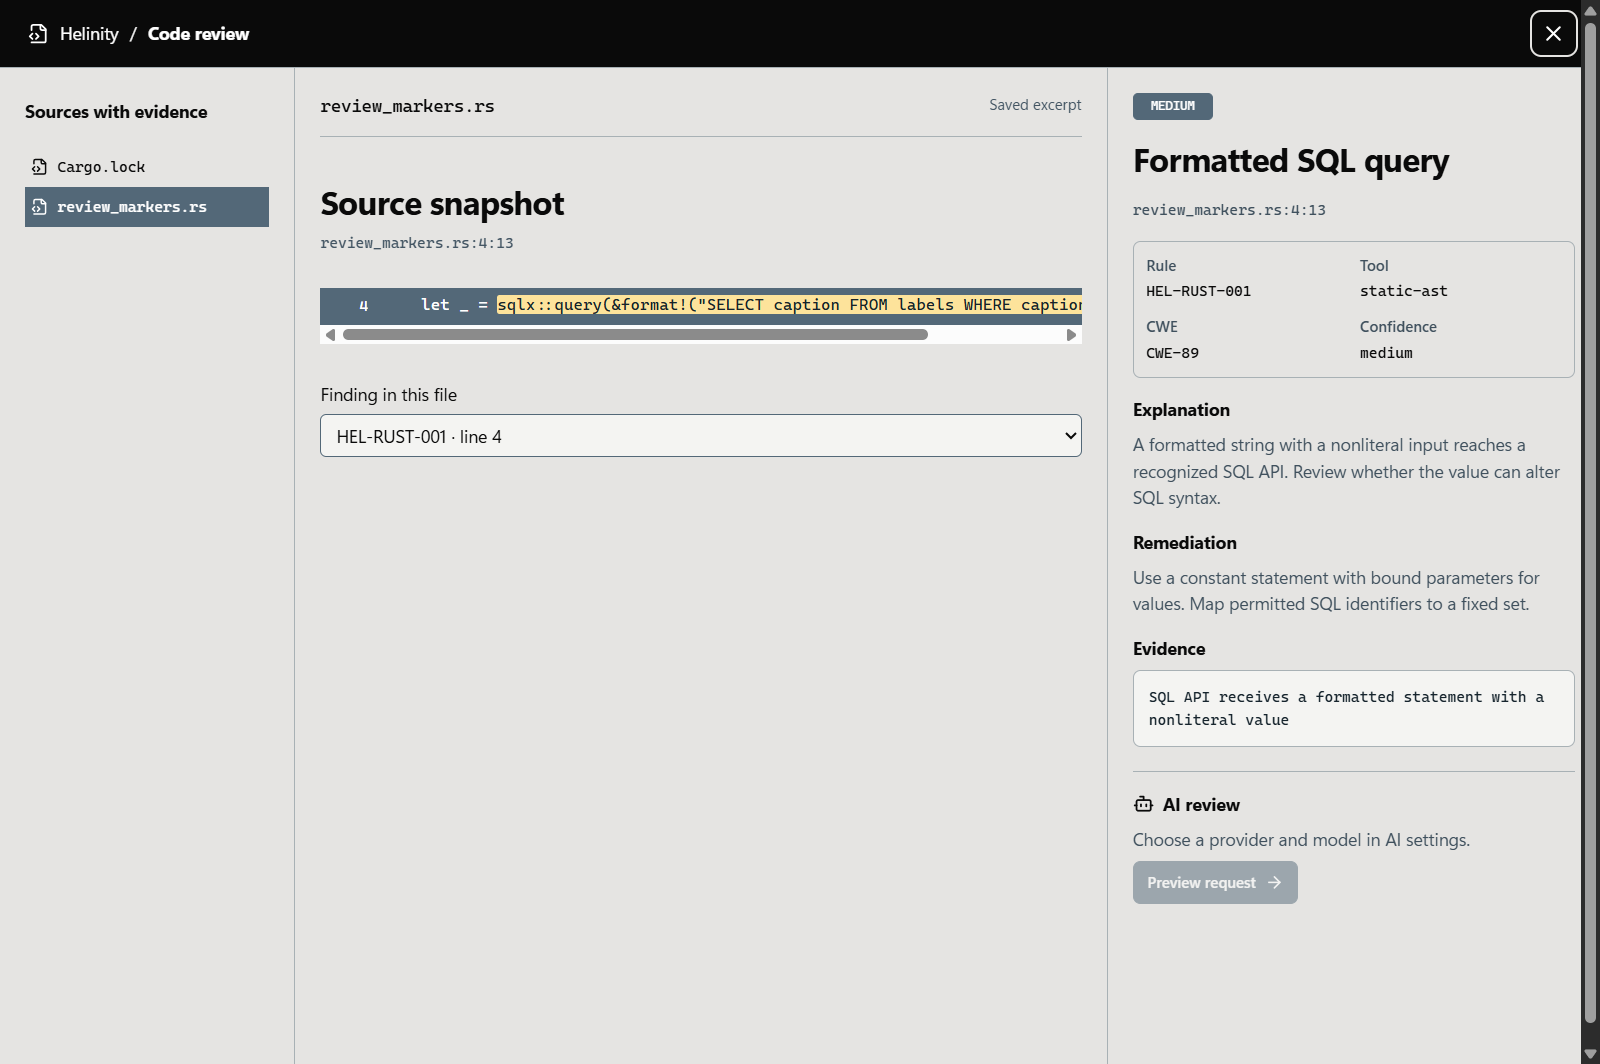 Helinity / Code review
Sources with evidence
Cargo.lock
review_markers.rs
review_markers.rs
Saved excerpt
Source snapshot
review_markers.rs:4:13
4 let _ = sqlx::query(&format!("SELECT caption FROM labels WHERE caption
Finding in this file
HEL-RUST-001 · line 4
MEDIUM
Formatted SQL query
review_markers.rs:4:13
Rule
HEL-RUST-001
Tool
static-ast
CWE
CWE-89
Confidence
medium
Explanation
A formatted string with a nonliteral input reaches a
recognized SQL API. Review whether the value can alter
SQL syntax.
Remediation
Use a constant statement with bound parameters for
values. Map permitted SQL identifiers to a fixed set.
Evidence
SQL API receives a formatted statement with a
nonliteral value
AI review
Choose a provider and model in AI settings.
Preview request →